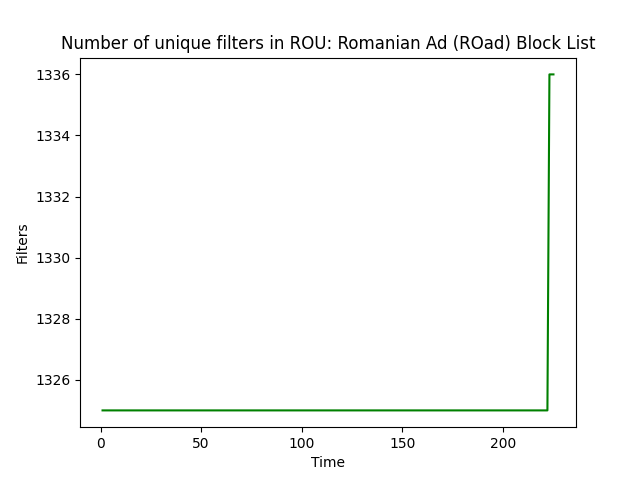 Number of unique filters in ROU: Romanian Ad (ROad) Block List
1336
1334
1332
1330
1328
1326
Filters
0 50 100 150 200
Time